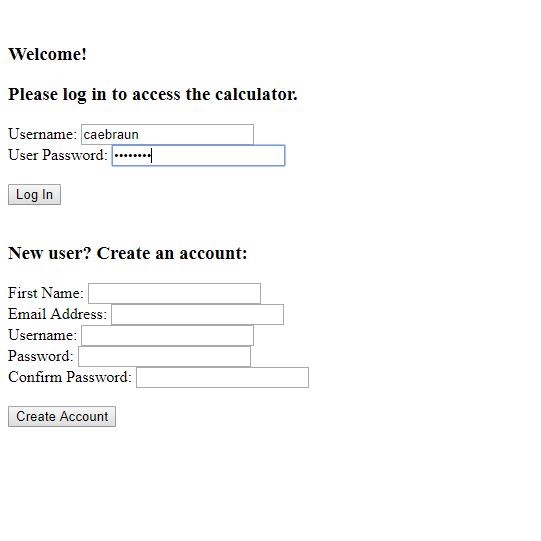 Welcome!
Please log in to access the calculator.
Username: caebraun
User Password: ••••••••
Log In
New user? Create an account:
First Name:
Email Address:
Username:
Password:
Confirm Password:
Create Account